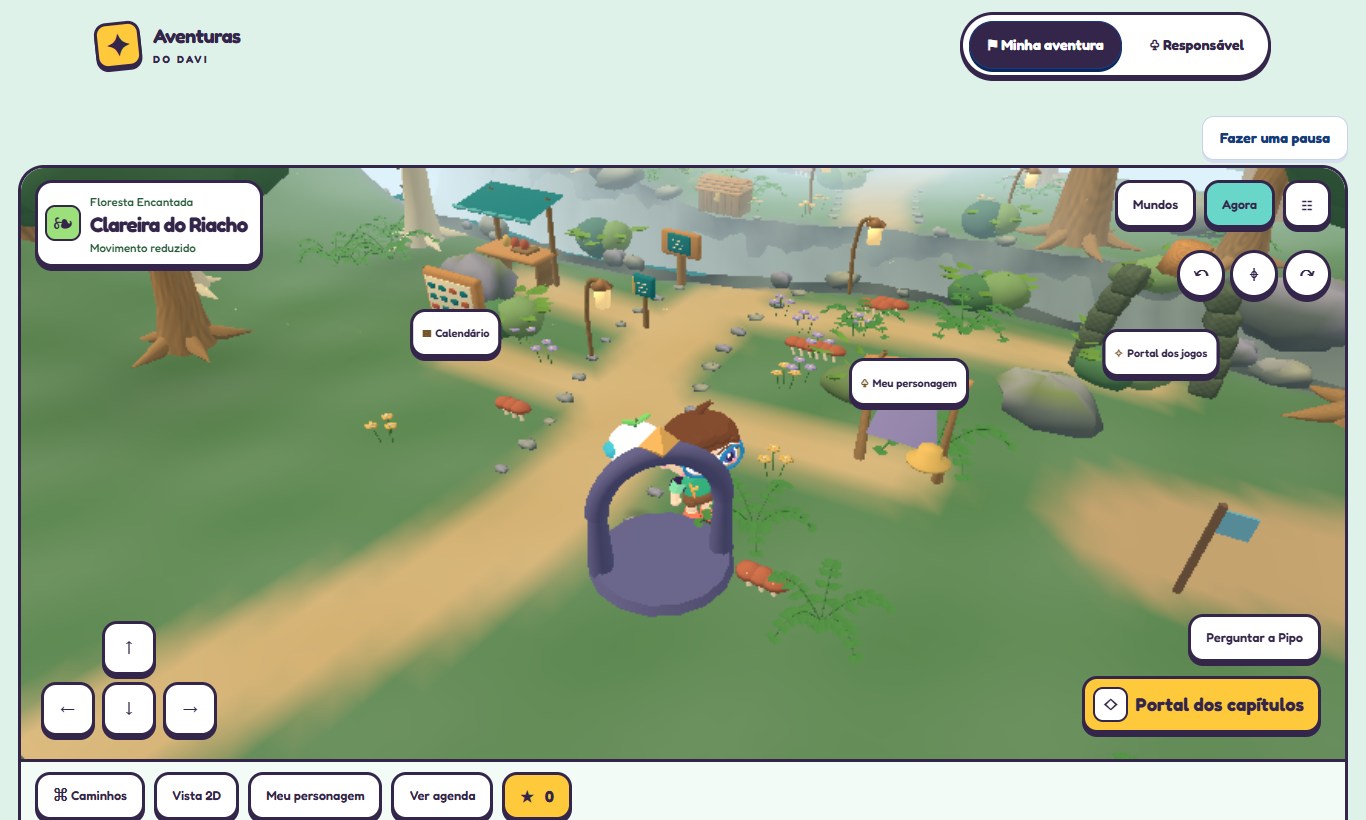 Aventuras
DO DAVI
Minha aventura
Responsável
Fazer uma pausa
Floresta Encantada
Clareira do Riacho
Movimento reduzido
Mundos
Agora
Calendário
Portal dos jogos
Meu personagem
Perguntar a Pipo
Portal dos capítulos
Caminhos
Vista 2D
Meu personagem
Ver agenda
★ 0